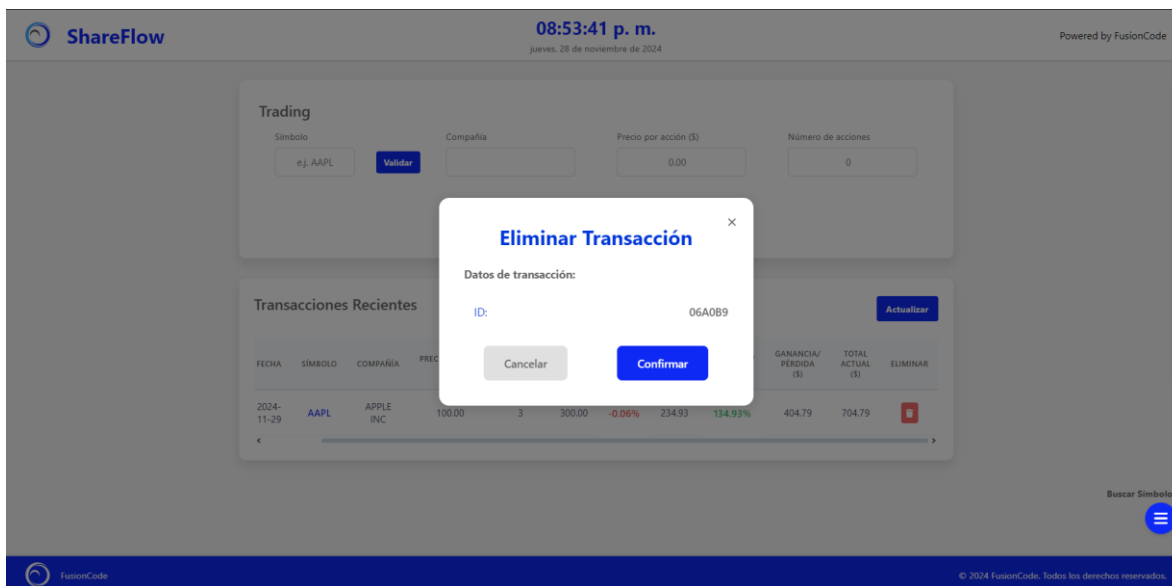 ShareFlow
08:53:41 p. m.
jueves, 28 de noviembre de 2024
Powered by FusionCode
Trading
Símbolo
Compañía
Precio por acción ($)
Número de acciones
ej. AAPL
Validar
0.00
0
×
Eliminar Transacción
Datos de transacción:
ID:
06A0B9
Cancelar
Confirmar
Transacciones Recientes
Actualizar
FECHA
SÍMBOLO
COMPAÑÍA
PREC
GANANCIA/
PÉRDIDA
($)
TOTAL
ACTUAL
($)
ELIMINAR
2024-
11-29
AAPL
APPLE
INC
100.00
3
300.00
-0.06%
234.93
134.93%
404.79
704.79
Buscar Símbolo
FusionCode
© 2024 FusionCode. Todos los derechos reservados.